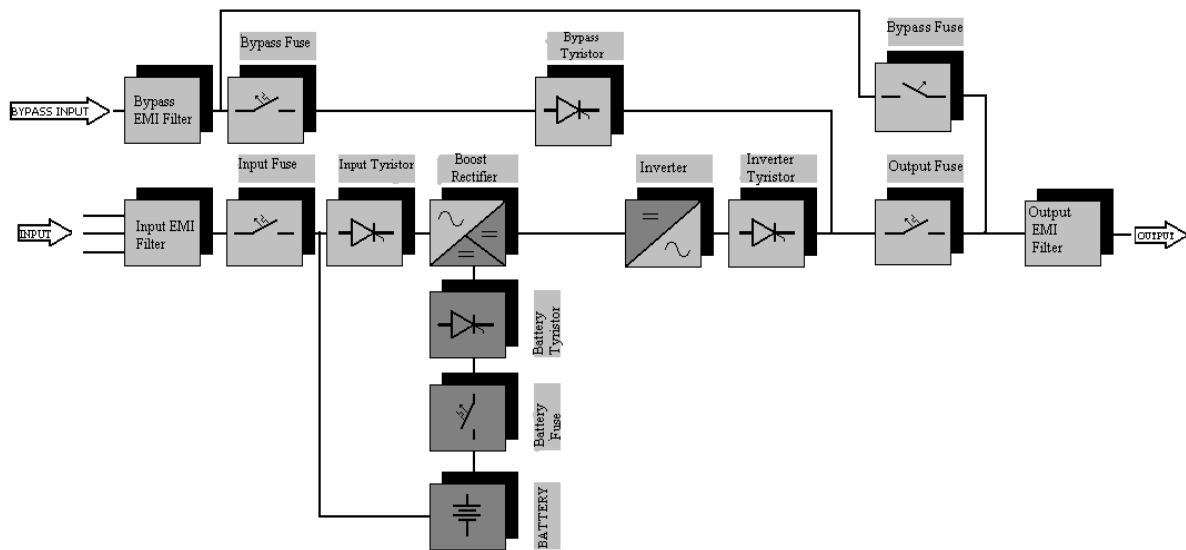 Bypass Fuse
Bypass
Tyristor
Bypass Fuse
BYPASS INPUT
Bypass
EMI Filter
Input Fuse
Input Tyristor
Boost
Rectifier
Inverter
Inverter
Tyristor
Output Fuse
INPUT
Input EMI
Filter
Output
EMI
Filter
OUTPUT
Battery
Tyristor
Battery
Fuse
BATTERY